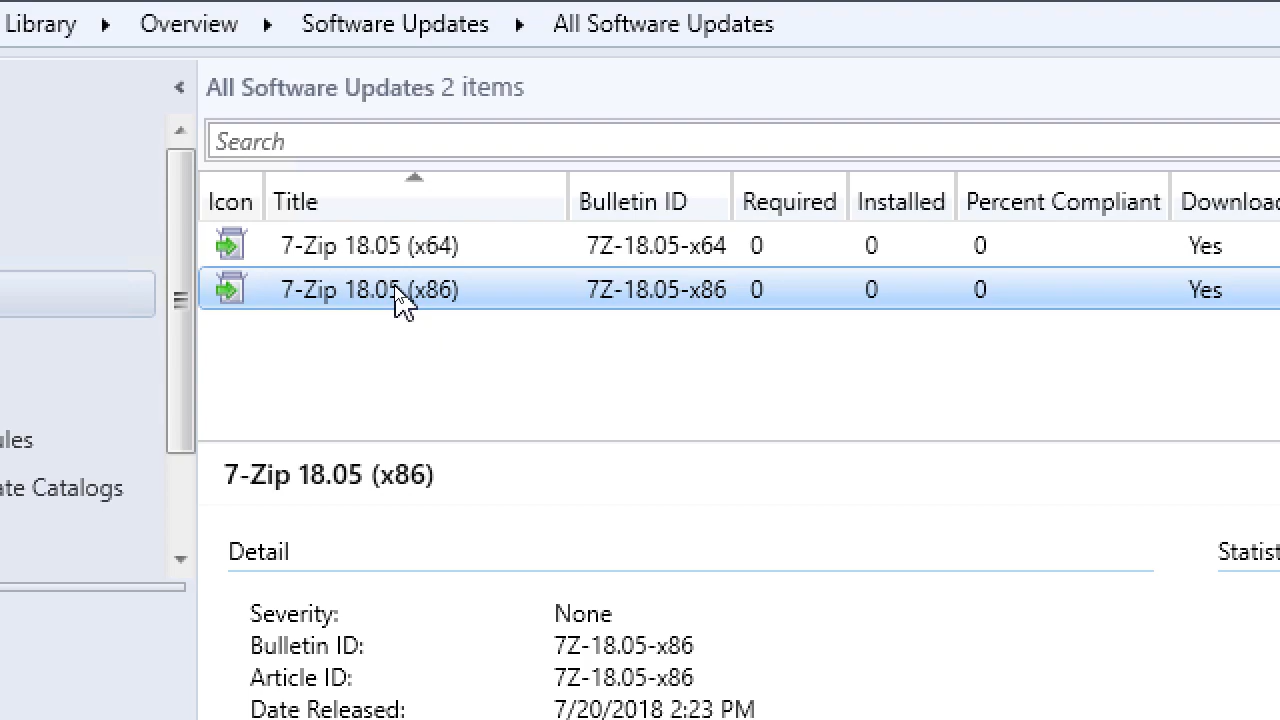 Library ▸ Overview ▸ Software Updates ▸ All Software Updates
All Software Updates 2 items
Search
Icon Title Bulletin ID Required Installed Percent Compliant Download
7-Zip 18.05 (x64) 7Z-18.05-x64 0 0 0 Yes
7-Zip 18.05 (x86) 7Z-18.05-x86 0 0 0 Yes
ules
ate Catalogs
7-Zip 18.05 (x86)
Detail Statist
Severity: None
Bulletin ID: 7Z-18.05-x86
Article ID: 7Z-18.05-x86
Date Released: 7/20/2018 2:23 PM